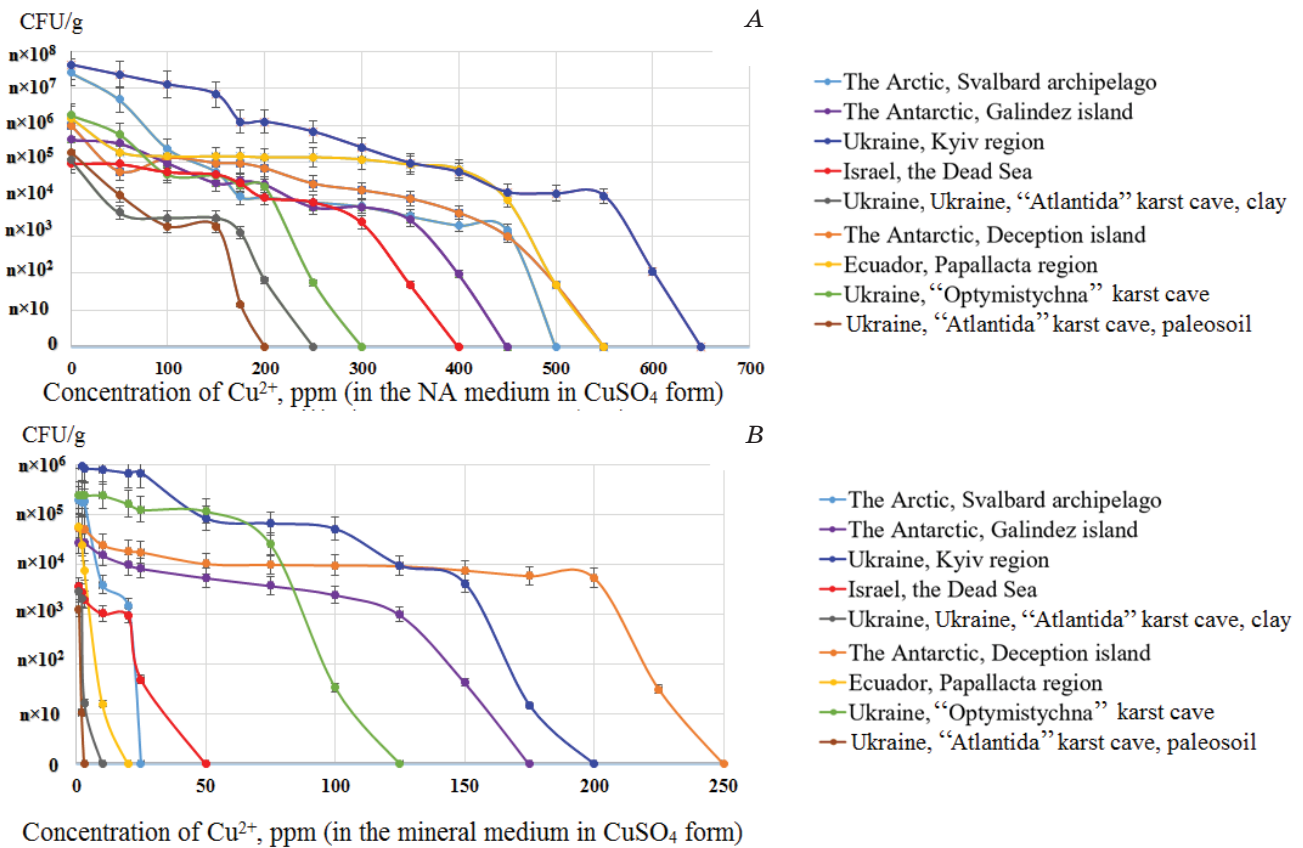 CFU/g
A
n×10⁸
n×10⁷
n×10⁶
n×10⁵
n×10⁴
n×10³
n×10²
n×10
0
0 100 200 300 400 500 600 700
Concentration of Cu²⁺, ppm (in the NA medium in CuSO₄ form)
The Arctic, Svalbard archipelago
The Antarctic, Galindez island
Ukraine, Kyiv region
Israel, the Dead Sea
Ukraine, Ukraine, “Atlantida” karst cave, clay
The Antarctic, Deception island
Ecuador, Papallacta region
Ukraine, “Optymistychna” karst cave
Ukraine, “Atlantida” karst cave, paleosoil
CFU/g
B
n×10⁶
n×10⁵
n×10⁴
n×10³
n×10²
n×10
0
0 50 100 150 200 250
Concentration of Cu²⁺, ppm (in the mineral medium in CuSO₄ form)
The Arctic, Svalbard archipelago
The Antarctic, Galindez island
Ukraine, Kyiv region
Israel, the Dead Sea
Ukraine, Ukraine, “Atlantida” karst cave, clay
The Antarctic, Deception island
Ecuador, Papallacta region
Ukraine, “Optymistychna” karst cave
Ukraine, “Atlantida” karst cave, paleosoil